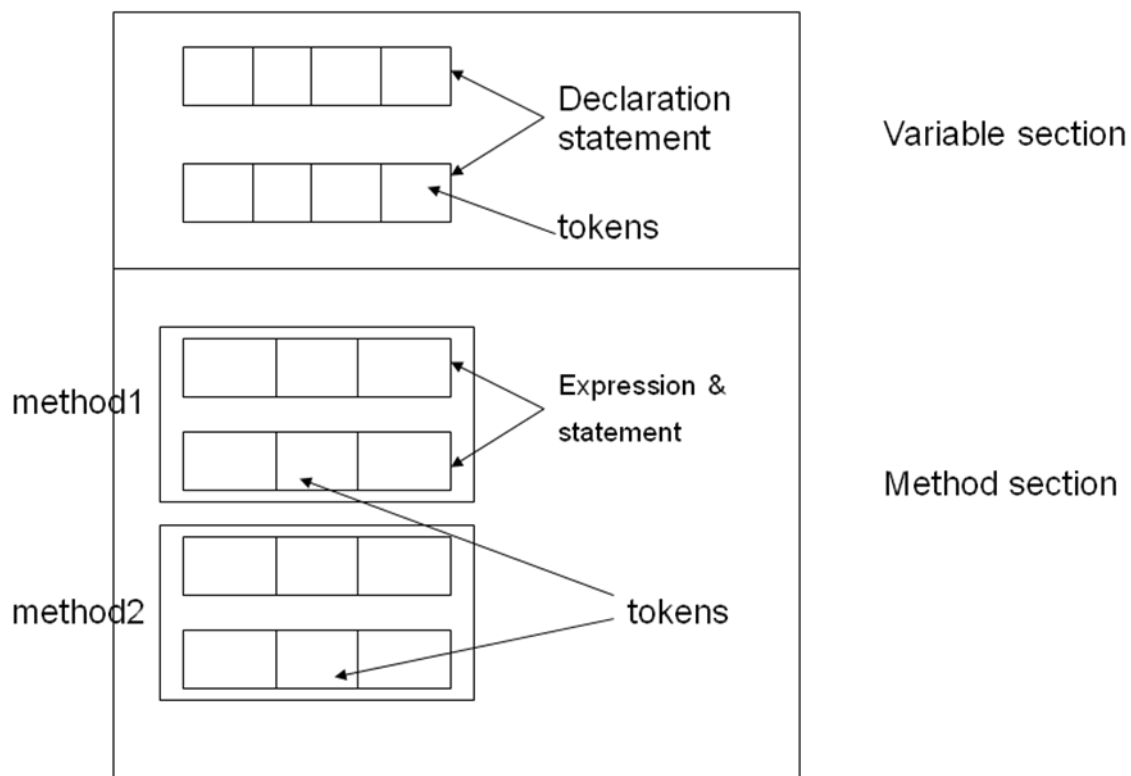 Declaration
statement
Variable section
tokens
method1
Expression &
statement
Method section
method2
tokens